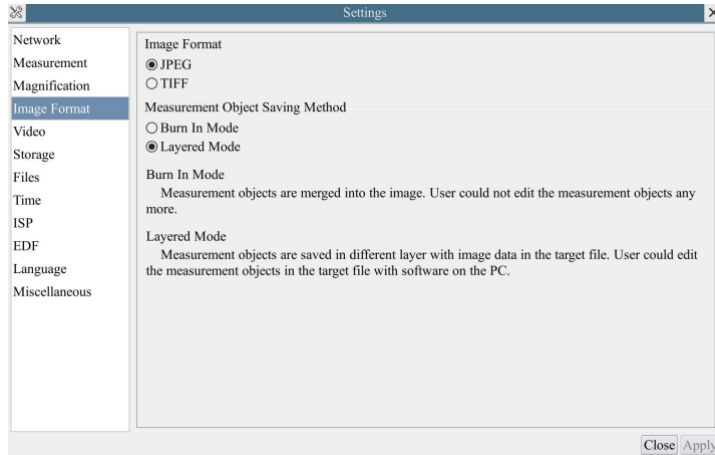 Settings
Network
Measurement
Magnification
Image Format
Video
Storage
Files
Time
ISP
EDF
Language
Miscellaneous
Image Format
JPEG
TIFF
Measurement Object Saving Method
Burn In Mode
Layered Mode
Burn In Mode
Measurement objects are merged into the image. User could not edit the measurement objects any
more.
Layered Mode
Measurement objects are saved in different layer with image data in the target file. User could edit
the measurement objects in the target file with software on the PC.
Close Apply